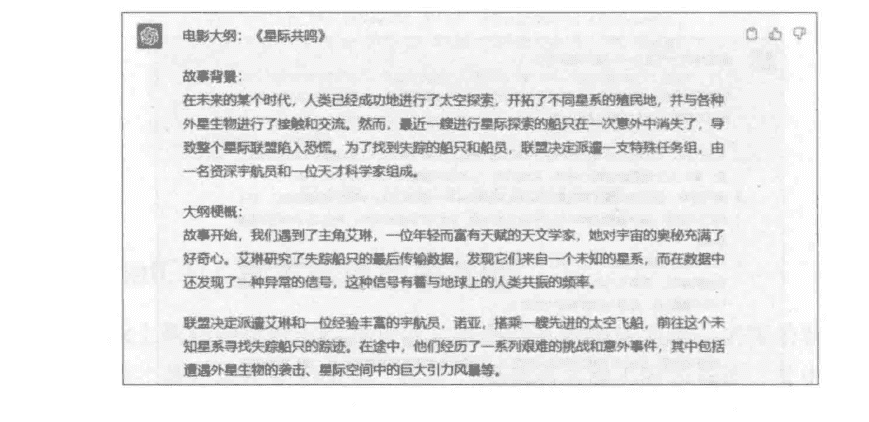 电影大纲：《星际共鸣》
故事背景：
在未来的某个时代，人类已经成功地进行了太空探索，开拓了不同星系的殖民地，并与各种
外星生物进行了接触和交流。然而，最近一艘进行星际探索的船只在一次意外中消失了，导
致整个星际联盟陷入恐慌。为了找到失踪的船只和船员，联盟决定派遣一支特殊任务组，由
一名资深宇航员和一位天才科学家组成。
大纲梗概：
故事开始，我们遇到了主角艾琳，一位年轻而富有天赋的天文学家，她对宇宙的奥秘充满了
好奇心。艾琳研究了失踪船只的最后传输数据，发现它们来自一个未知的星系，而在数据中
还发现了一种异常的信号，这种信号有着与地球上的人类共振的频率。
联盟决定派遣艾琳和一位经验丰富的宇航员，诺亚，搭乘一艘先进的太空飞船，前往这个未
知星系寻找失踪船只的踪迹。在途中，他们经历了一系列艰难的挑战和意外事件，其中包括
遭遇外星生物的袭击、星际空间中的巨大引力风暴等。